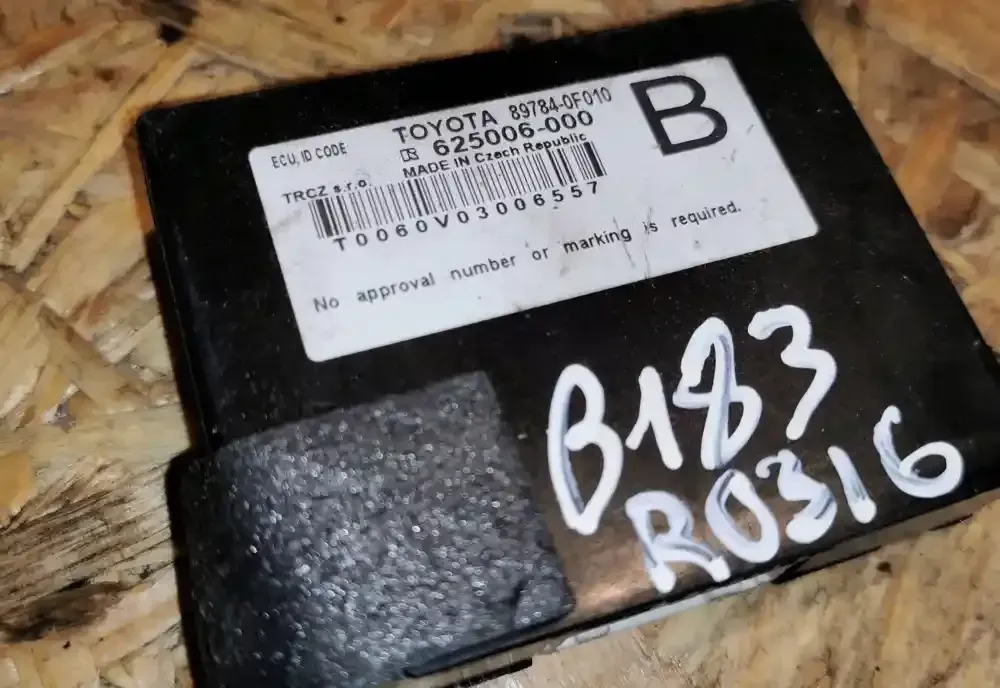 ECU, ID CODE
TOYOTA 89784-0F010
625006-000
MADE IN Czech Republic
B
TRCZ s.r.o.
T0060V03006557
No approval number or marking is required.
B183
R0316